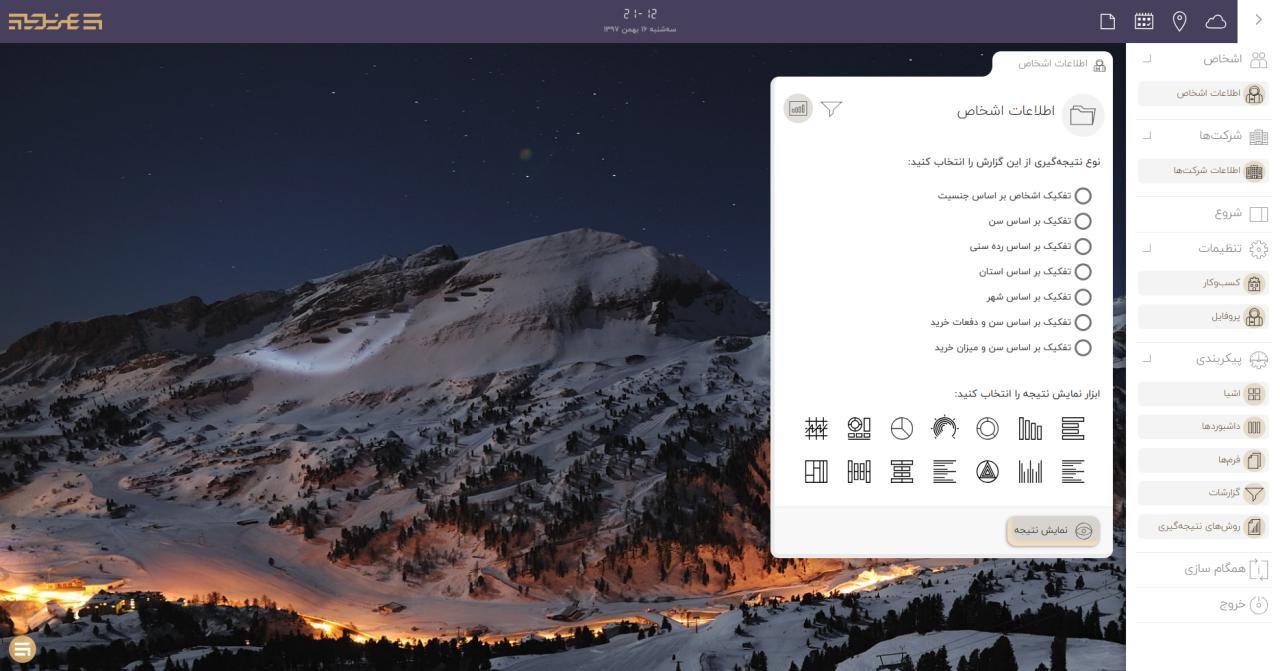 ۲۱-۱۲
سه‌شنبه ۱۶ بهمن ۱۳۹۷
اشخاص
اطلاعات اشخاص
شرکت‌ها
اطلاعات شرکت‌ها
شروع
تنظیمات
کسب‌وکار
پروفایل
پیکربندی
اشیا
داشبوردها
فرم‌ها
گزارشات
روش‌های نتیجه‌گیری
همگام سازی
خروج
اطلاعات اشخاص
اطلاعات اشخاص
نوع نتیجه‌گیری از این گزارش را انتخاب کنید:
تفکیک اشخاص بر اساس جنسیت
تفکیک بر اساس سن
تفکیک بر اساس رده سنی
تفکیک بر اساس استان
تفکیک بر اساس شهر
تفکیک بر اساس سن و دفعات خرید
تفکیک بر اساس سن و میزان خرید
ابزار نمایش نتیجه را انتخاب کنید:
نمایش نتیجه